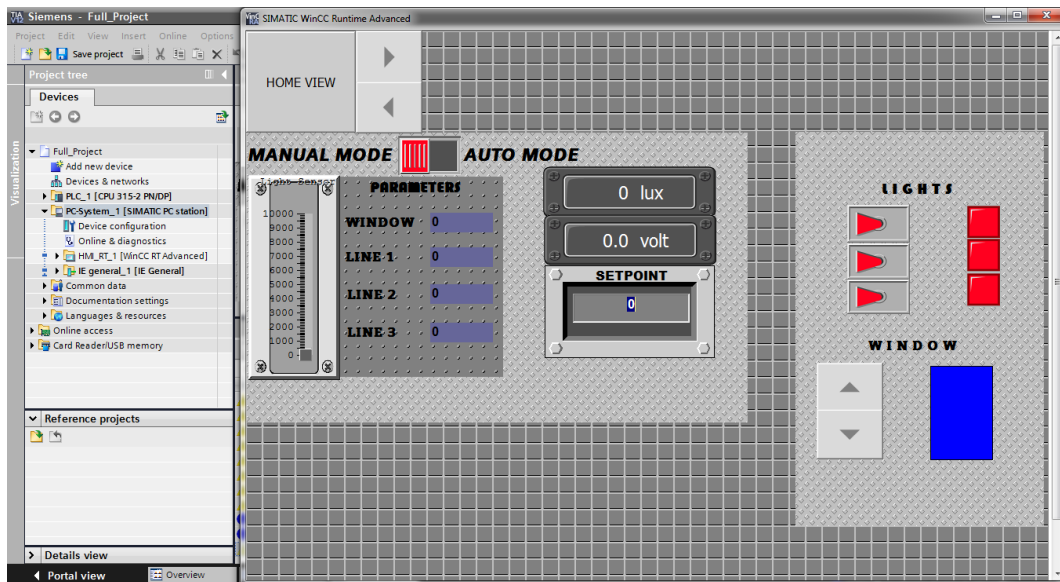 Siemens - Full_Project
Project Edit View Insert Online Options
Save project
Project tree
Devices
Visualization
Full_Project
Add new device
Devices & networks
PLC_1 [CPU 315-2 PN/DP]
PC-System_1 [SIMATIC PC station]
Device configuration
Online & diagnostics
HMI_RT_1 [WinCC RT Advanced]
IE general_1 [IE General]
Common data
Documentation settings
Languages & resources
Online access
Card Reader/USB memory
Reference projects
Details view
Portal view
Overview
SIMATIC WinCC Runtime Advanced
HOME VIEW
MANUAL MODE
AUTO MODE
Light Sensor
10000
9000
8000
7000
6000
5000
4000
3000
2000
1000
0
PARAMETERS
WINDOW 0
LINE 1 0
LINE 2 0
LINE 3 0
0 lux
0.0 volt
SETPOINT
0
LIGHTS
WINDOW